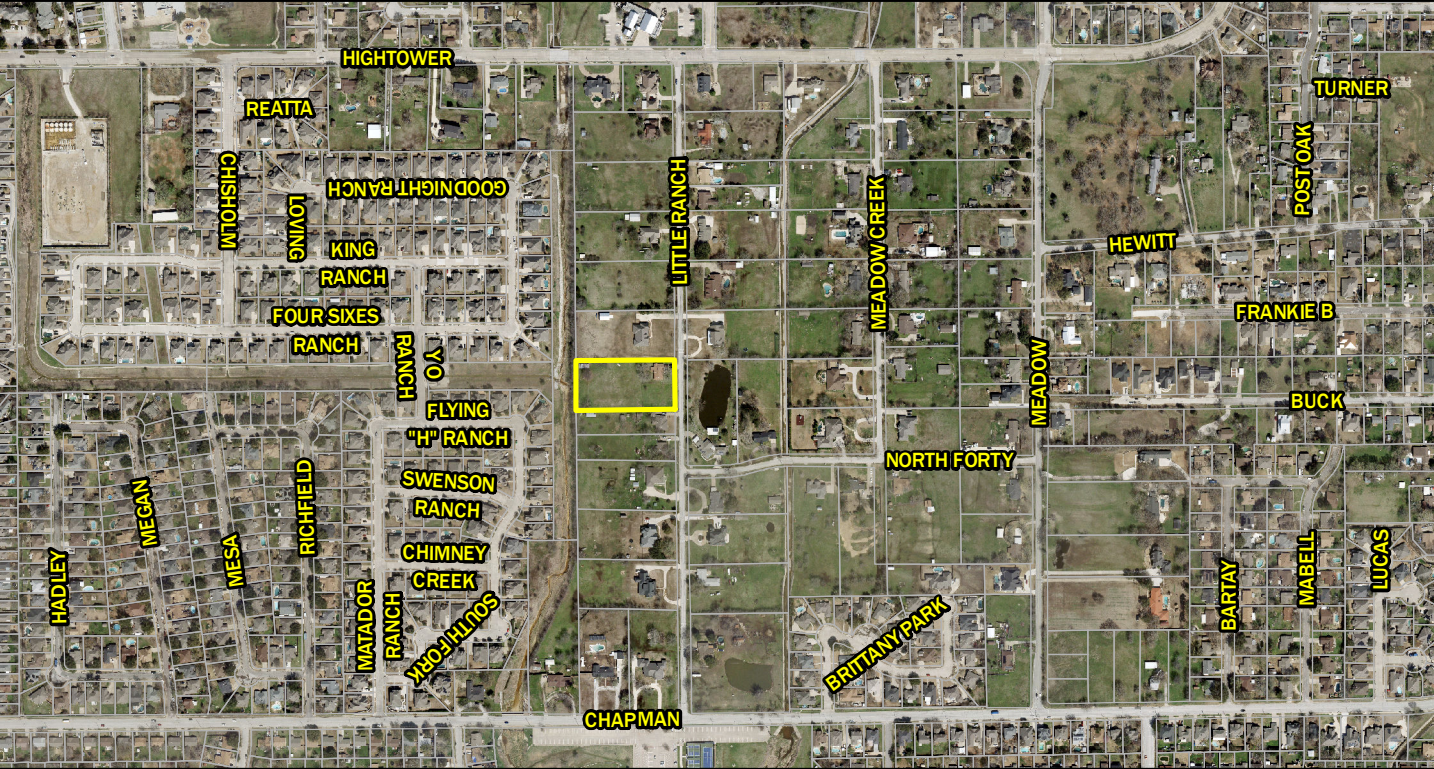 HIGHTOWER
REATTA
TURNER
CHISHOLM
GOODNIGHT RANCH
LOVING
LITTLE RANCH
MEADOW CREEK
POST OAK
KING
RANCH
HEWITT
FOUR SIXES
RANCH
FRANKIE B
YO
RANCH
MEADOW
BUCK
FLYING
"H" RANCH
NORTH FORTY
SWENSON
RANCH
MEGAN
RICHFIELD
MESA
HADLEY
CHIMNEY
CREEK
MATADOR
RANCH
SOUTH FORK
BRITTANY PARK
BARTAY
MABELL
LUCAS
CHAPMAN